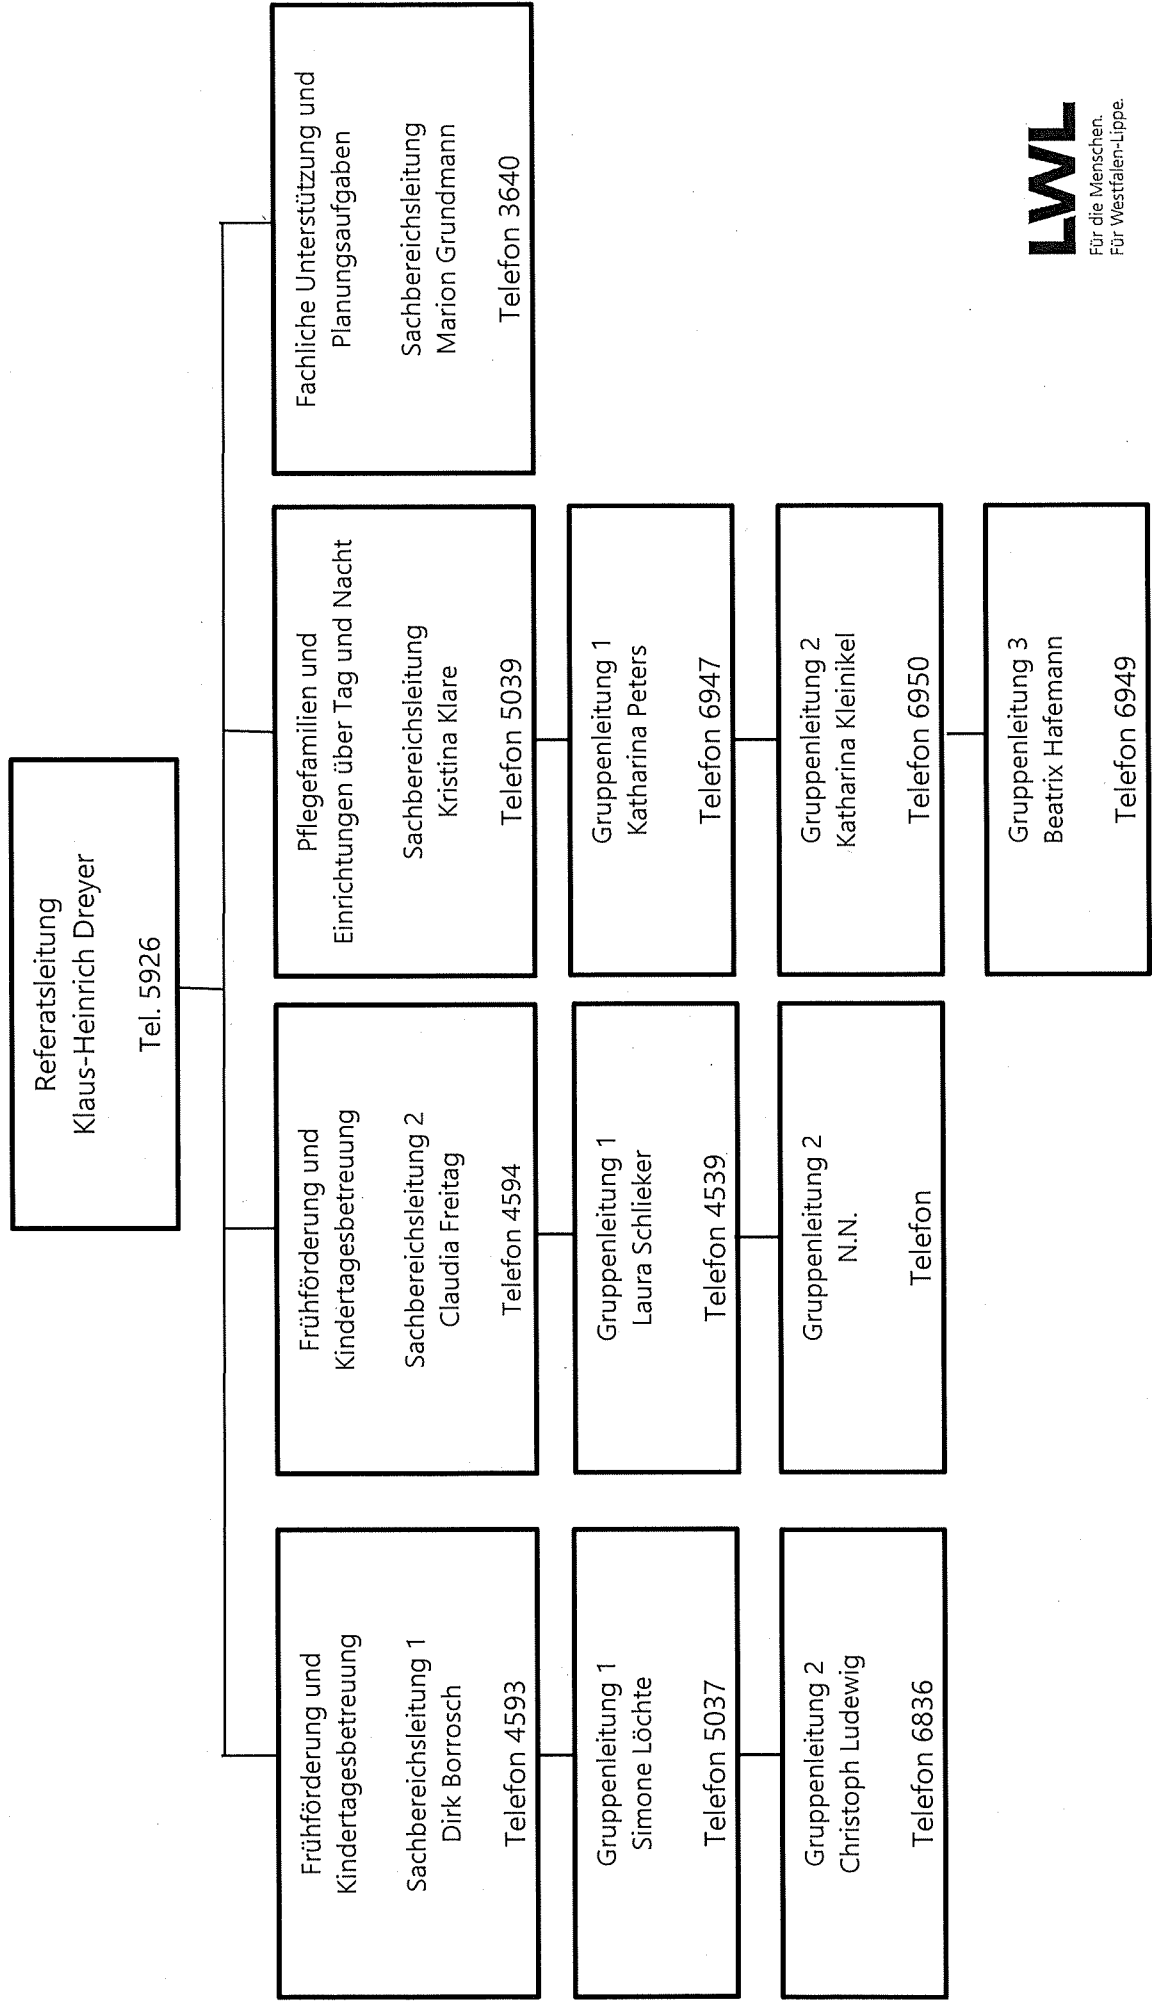 Referatsleitung
Klaus-Heinrich Dreyer
Tel. 5926
Frühförderung und
Kindertagesbetreuung
Sachbereichsleitung 1
Dirk Borrosch
Telefon 4593
Gruppenleitung 1
Simone Löchte
Telefon 5037
Gruppenleitung 2
Christoph Ludewig
Telefon 6836
Frühförderung und
Kindertagesbetreuung
Sachbereichsleitung 2
Claudia Freitag
Telefon 4594
Gruppenleitung 1
Laura Schlieker
Telefon 4539
Gruppenleitung 2
N.N.
Telefon
Pflegefamilien und
Einrichtungen über Tag und Nacht
Sachbereichsleitung
Kristina Klare
Telefon 5039
Gruppenleitung 1
Katharina Peters
Telefon 6947
Gruppenleitung 2
Katharina Kleinikel
Telefon 6950
Gruppenleitung 3
Beatrix Hafemann
Telefon 6949
Fachliche Unterstützung und
Planungsaufgaben
Sachbereichsleitung
Marion Grundmann
Telefon 3640
LWL
Für die Menschen.
Für Westfalen-Lippe.